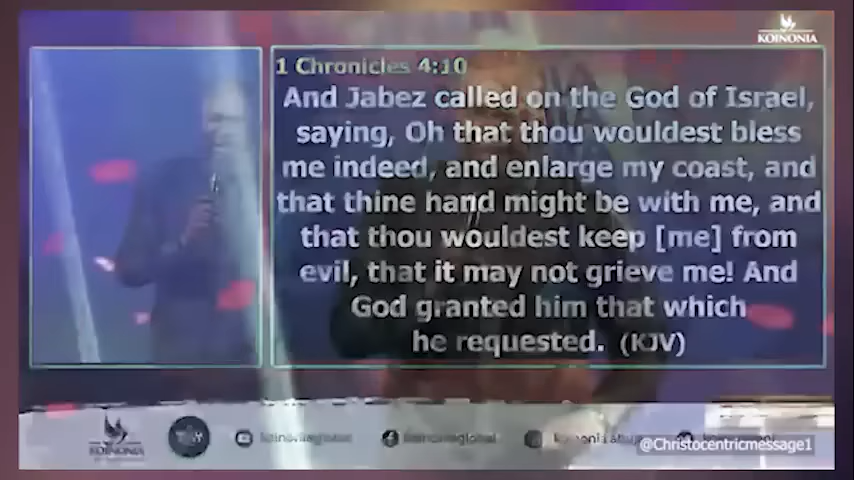 KOINONIA
1 Chronicles 4:10
And Jabez called on the God of Israel,
saying, Oh that thou wouldest bless
me indeed, and enlarge my coast, and
that thine hand might be with me, and
that thou wouldest keep [me] from
evil, that it may not grieve me! And
God granted him that which
he requested. (KJV)
KOINONIA
@Christocentricmessage1